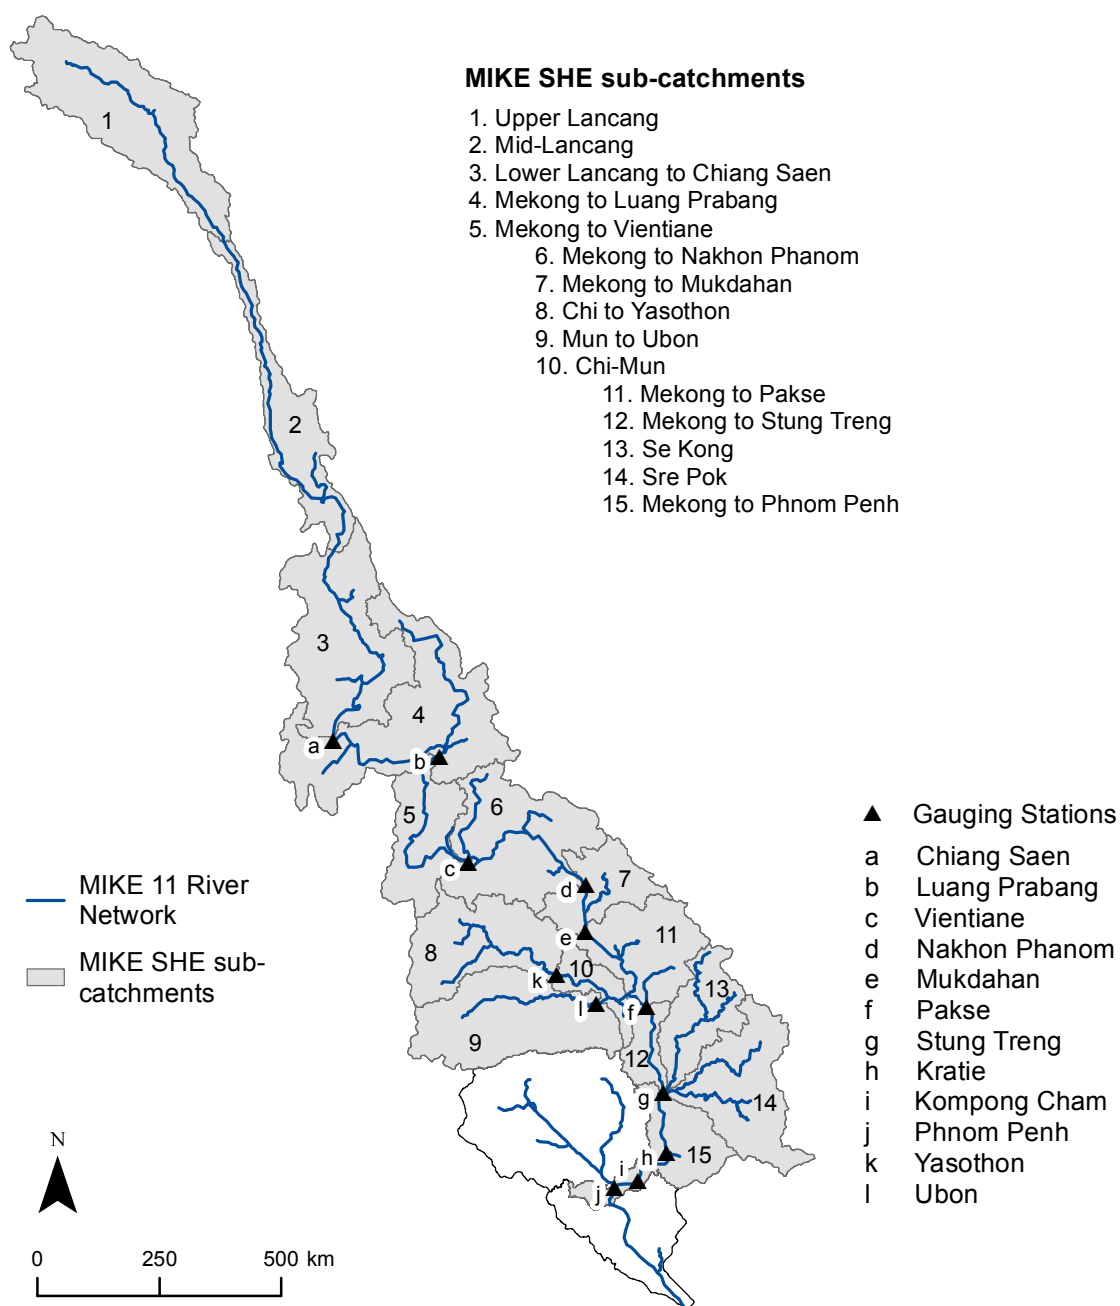 MIKE SHE sub-catchments
1. Upper Lancang
2. Mid-Lancang
3. Lower Lancang to Chiang Saen
4. Mekong to Luang Prabang
5. Mekong to Vientiane
6. Mekong to Nakhon Phanom
7. Mekong to Mukdahan
8. Chi to Yasothon
9. Mun to Ubon
10. Chi-Mun
11. Mekong to Pakse
12. Mekong to Stung Treng
13. Se Kong
14. Sre Pok
15. Mekong to Phnom Penh
1
2
3
4
a
b
5
6
c
d
7
e
8
10
11
k
13
l
f
9
12
g
14
h
15
i
j
MIKE 11 River
Network
MIKE SHE sub-
catchments
Gauging Stations
a Chiang Saen
b Luang Prabang
c Vientiane
d Nakhon Phanom
e Mukdahan
f Pakse
g Stung Treng
h Kratie
i Kompong Cham
j Phnom Penh
k Yasothon
l Ubon
N
0 250 500 km